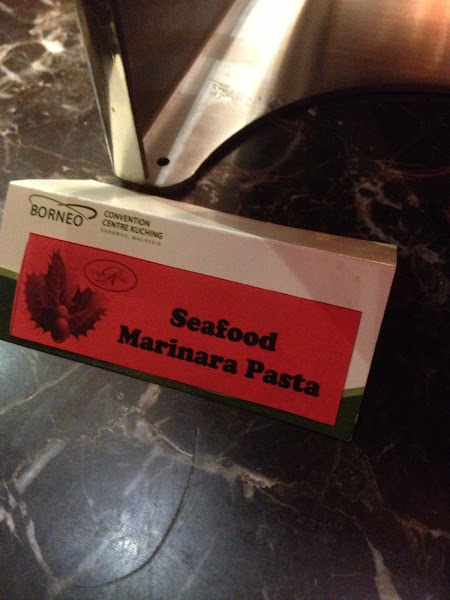 BORNEO
CONVENTION
CENTRE KUCHING
SARAWAK, MALAYSIA
Seafood
Marinara Pasta